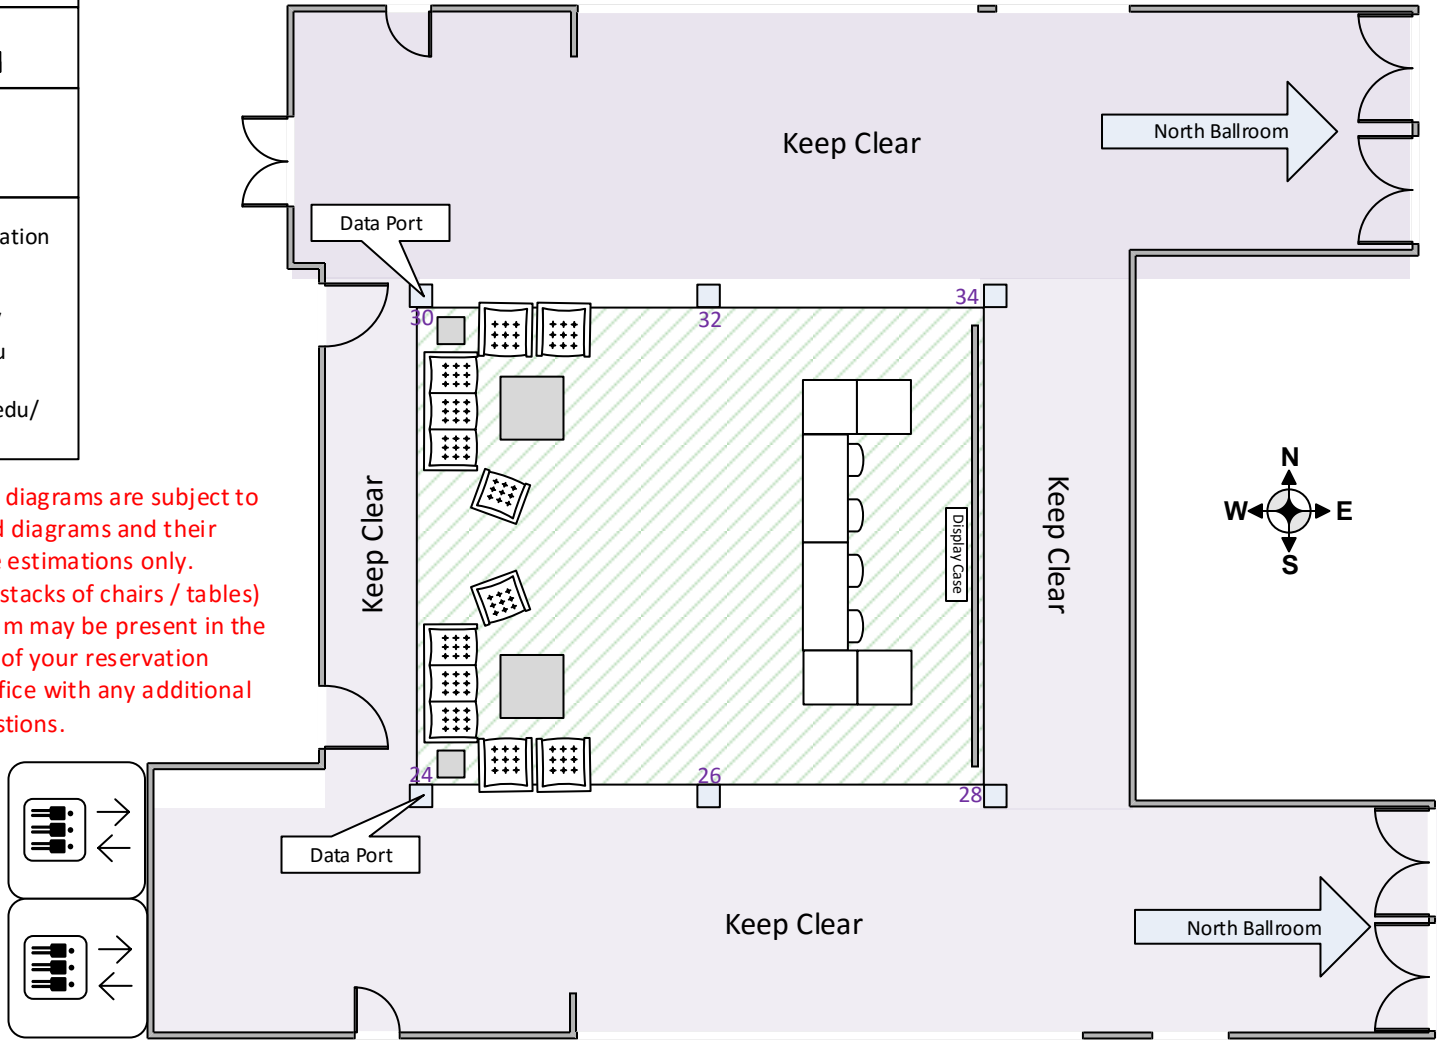 ation
u
edu/
diagrams are subject to
d diagrams and their
e estimations only.
stacks of chairs / tables)
m may be present in the
of your reservation
fice with any additional
stions.
Keep Clear
North Ballroom
Data Port
30
32
34
Keep Clear
Display Case
Keep Clear
N
W
E
S
24
26
28
Data Port
Keep Clear
North Ballroom